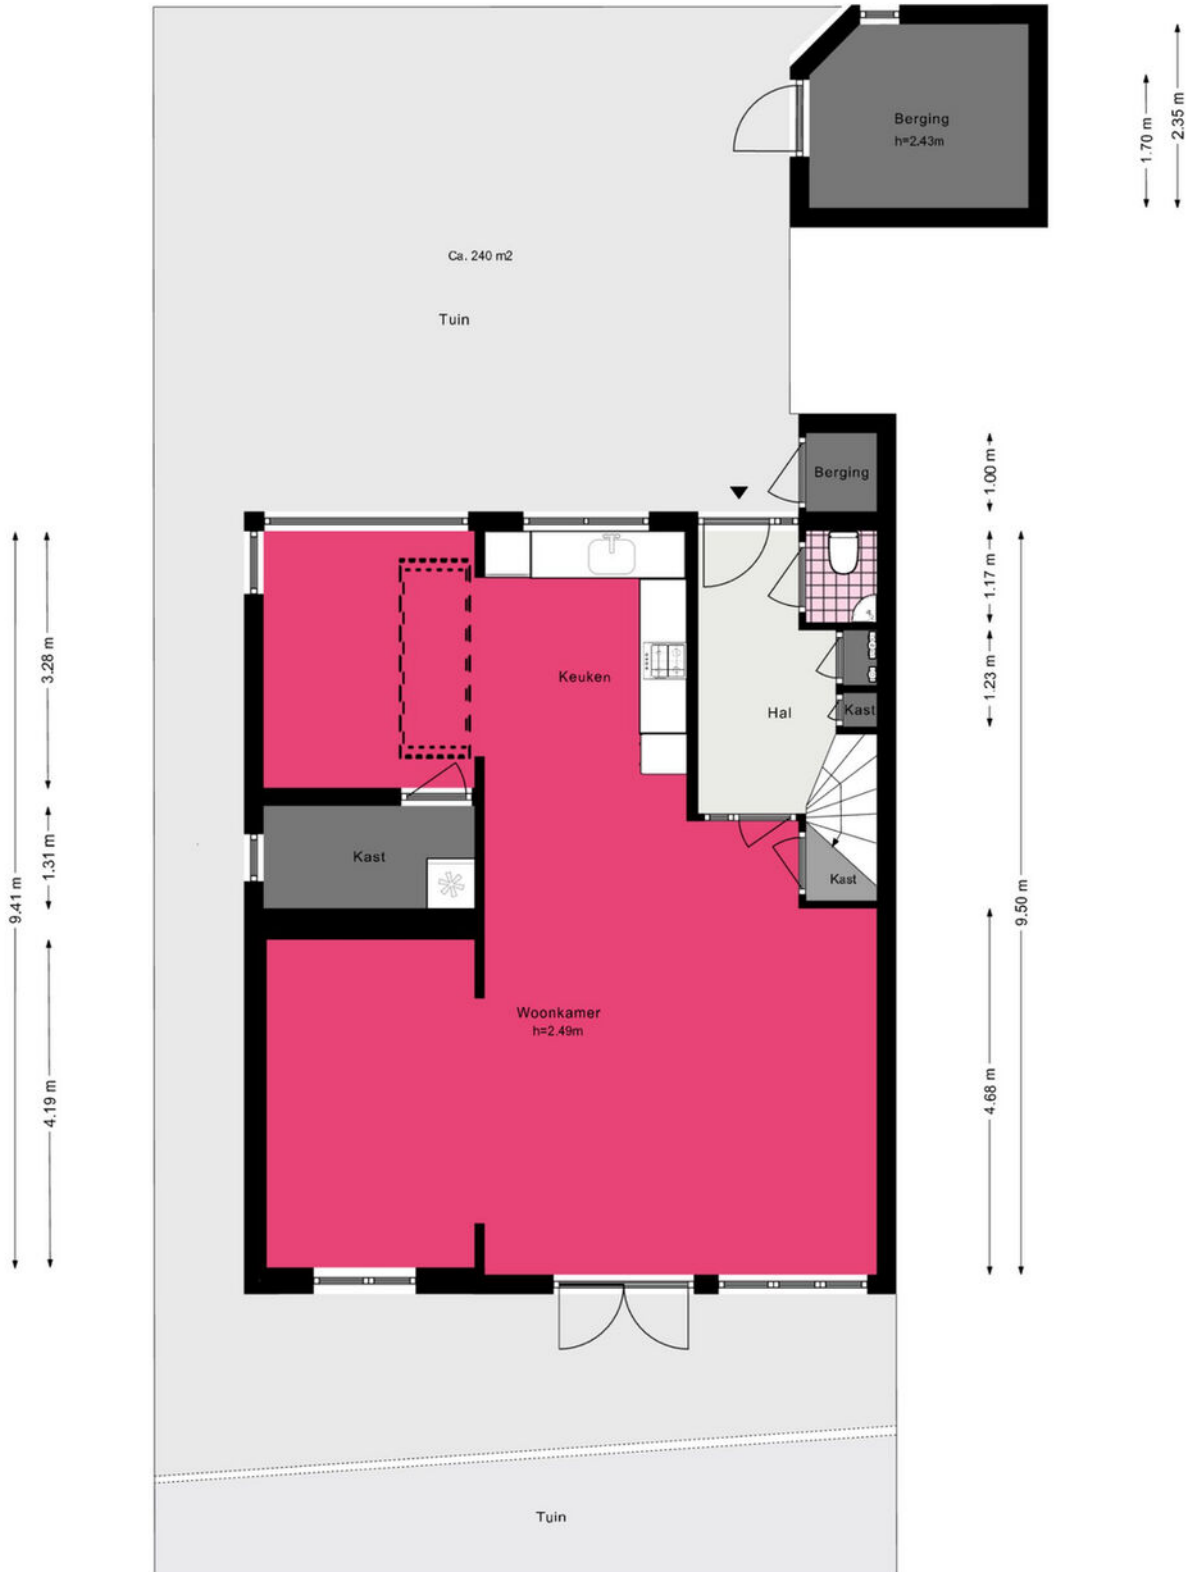 Berging
h=2.43m
1.70 m
2.35 m
Ca. 240 m2
Tuin
Berging
1.00 m
1.17 m
1.23 m
3.28 m
Keuken
Hal
Kast
Kast
Kast
1.31 m
9.41 m
9.50 m
Woonkamer
h=2.49m
4.19 m
4.68 m
Tuin